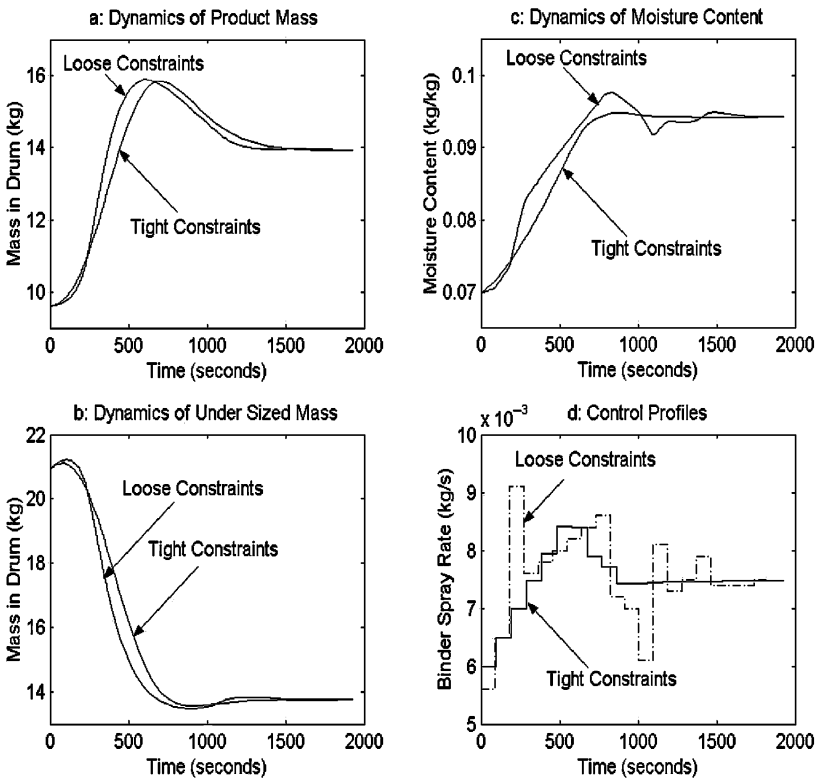 a: Dynamics of Product Mass
18
16
14
12
10
Mass in Drum (kg)
Loose Constraints
Tight Constraints
0
500
1000
1500
2000
Time (seconds)
c: Dynamics of Moisture Content
0.1
0.09
0.08
0.07
Moisture Content (kg/kg)
Loose Constraints
Tight Constraints
0
500
1000
1500
2000
Time (seconds)
b: Dynamics of Under Sized Mass
22
20
18
16
14
Mass in Drum (kg)
Loose Constraints
Tight Constraints
0
500
1000
1500
2000
Time (seconds)
x 10⁻³
d: Control Profiles
10
9
8
7
6
5
Binder Spray Rate (kg/s)
Loose Constraints
Tight Constraints
0
500
1000
1500
2000
Time (seconds)